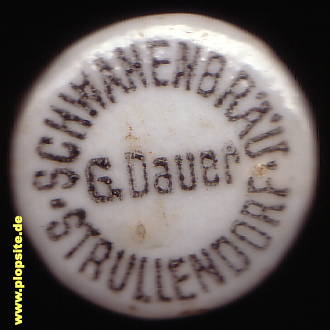 SCHWANENBRÄU
G. Dauer
STRULLENDORF
www.plopsite.de